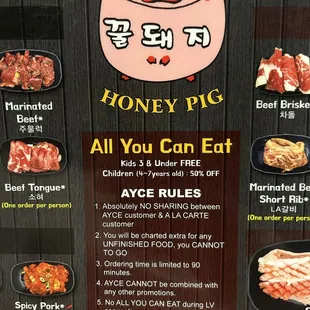 꿀돼지
HONEY PIG
Marinated
Beef*
주물럭
Beef Tongue*
소혀
(One order per person)
Spicy Pork*
All You Can Eat
Kids 3 & Under FREE
Children (4~7years old) : 50% OFF
AYCE RULES
1. Absolutely NO SHARING between
AYCE customer & A LA CARTE
customer
2. You will be charted extra for any
UNFINISHED FOOD, you CANNOT
TO GO
3. Ordering time is limited to 90
minutes.
4. AYCE CANNOT be combined with
any other promotions.
5. No ALL YOU CAN EAT during LV
Beef Briske
차돌
Marinated Be
Short Rib*
LA갈비
(One order per person)